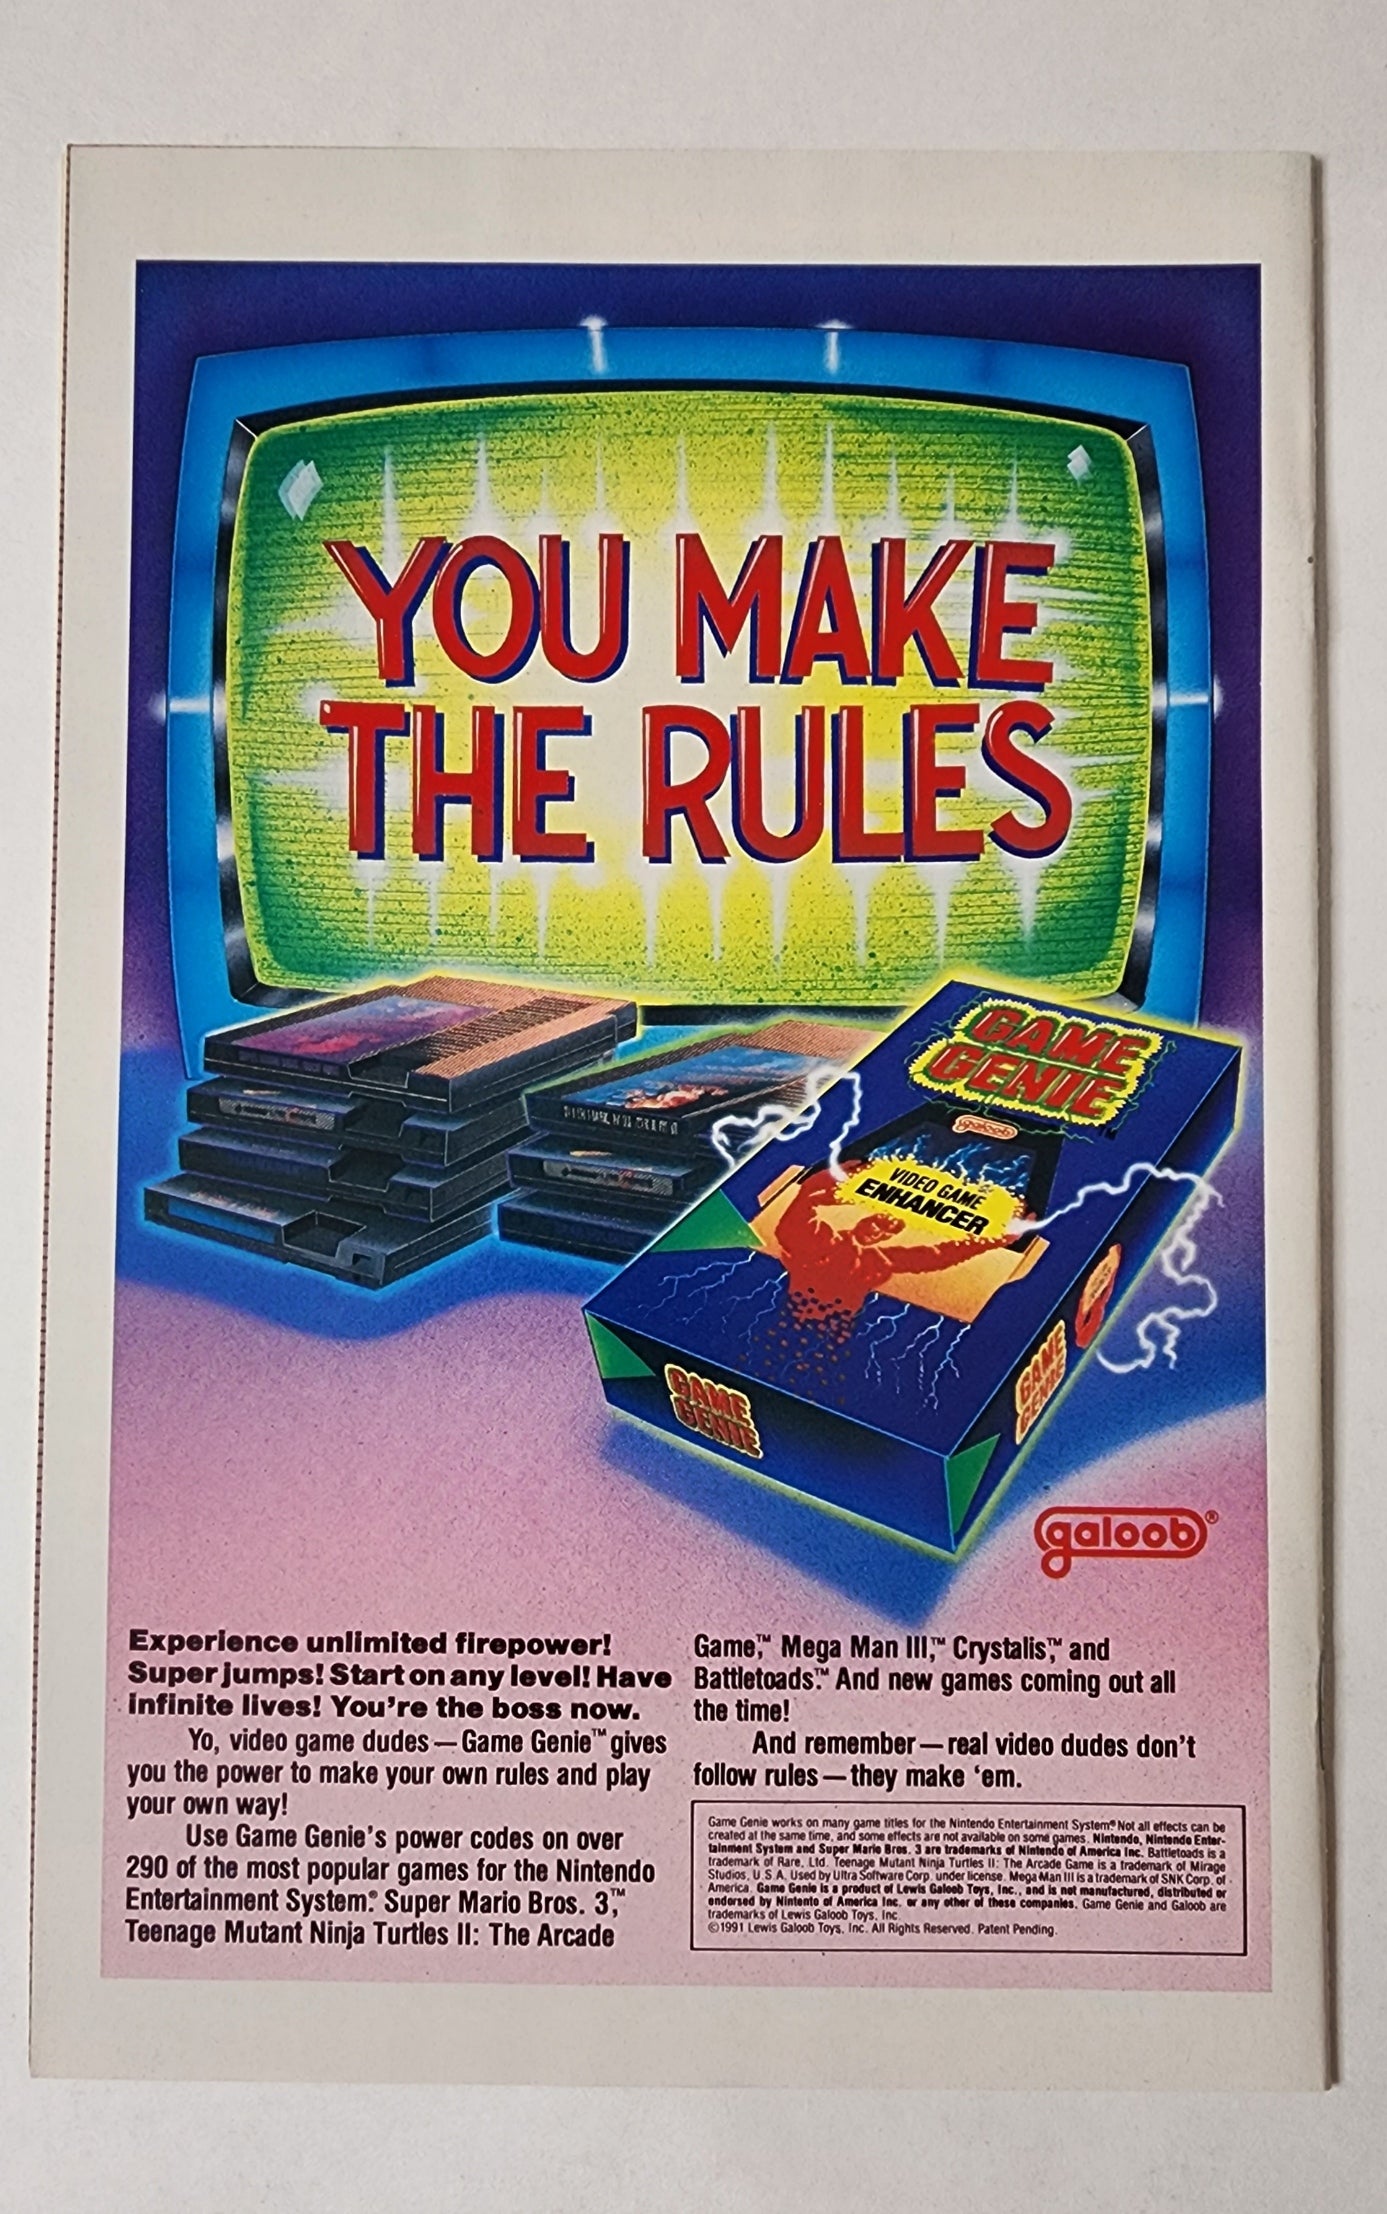 YOU MAKE
THE RULES
GAME
GENIE
galoob
VIDEO GAME
ENHANCER
GAME
GENIE
GAME
GENIE
galoob®
Experience unlimited firepower!
Super jumps! Start on any level! Have
infinite lives! You're the boss now.
Yo, video game dudes — Game Genie™ gives
you the power to make your own rules and play
your own way!
Use Game Genie's power codes on over
290 of the most popular games for the Nintendo
Entertainment System®. Super Mario Bros. 3,™
Teenage Mutant Ninja Turtles II: The Arcade
Game,™ Mega Man III,™ Crystalis,™ and
Battletoads.™ And new games coming out all
the time!
And remember — real video dudes don't
follow rules — they make 'em.
Game Genie works on many game titles for the Nintendo Entertainment System® Not all effects can be
created at the same time, and some effects are not available on some games. Nintendo, Nintendo Enter-
tainment System and Super Mario Bros. 3 are trademarks of Nintendo of America Inc. Battletoads is a
trademark of Rare, Ltd. Teenage Mutant Ninja Turtles II: The Arcade Game is a trademark of Mirage
Studios, U.S.A. Used by Ultra Software Corp. under license. Mega Man III is a trademark of SNK Corp. of
America. Game Genie is a product of Lewis Galoob Toys, Inc., and is not manufactured, distributed or
endorsed by Nintento of America Inc. or any other of these companies. Game Genie and Galoob are
trademarks of Lewis Galoob Toys, Inc.
©1991 Lewis Galoob Toys, Inc. All Rights Reserved. Patent Pending.